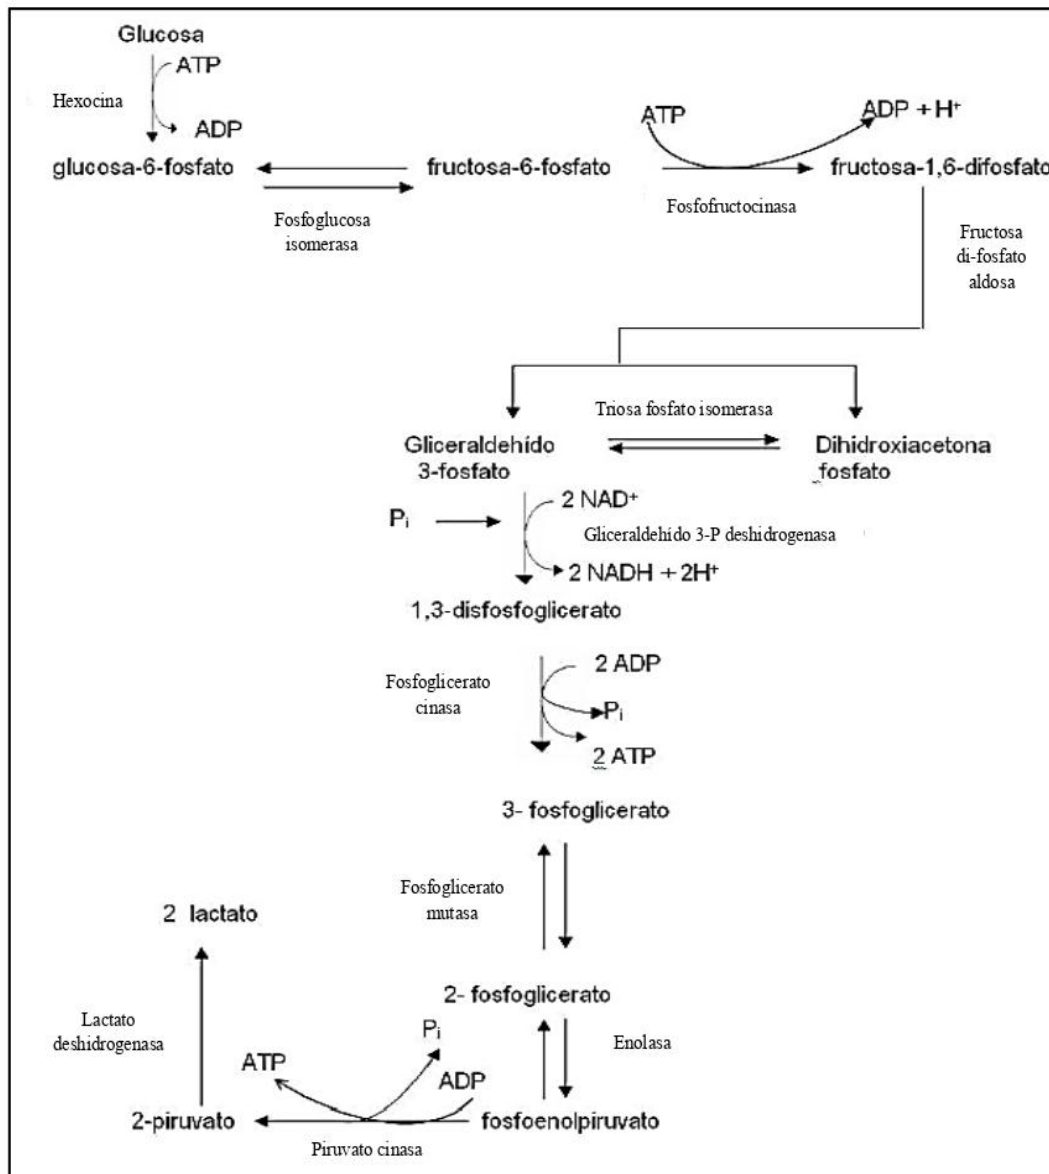 Glucosa
ATP
Hexocina
ADP
glucosa-6-fosfato
Fosfoglucosa
isomerasa
fructosa-6-fosfato
ATP
ADP + H⁺
Fosfofructocinasa
fructosa-1,6-difosfato
Fructosa
di-fosfato
aldosa
Triosa fosfato isomerasa
Gliceraldehído
3-fosfato
Dihidroxiacetona
fosfato
Pᵢ
2 NAD⁺
Gliceraldehído 3-P deshidrogenasa
2 NADH + 2H⁺
1,3-disfosfoglicerato
Fosfoglicerato
cinasa
2 ADP
Pᵢ
2 ATP
3- fosfoglicerato
Fosfoglicerato
mutasa
2 lactato
2- fosfoglicerato
Lactato
deshidrogenasa
Enolasa
Pᵢ
ATP
ADP
2-piruvato
Piruvato cinasa
fosfoenolpiruvato